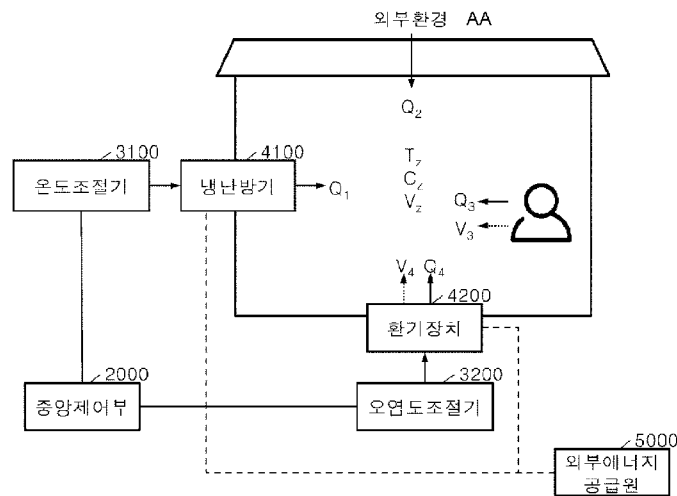 외부환경 AA
Q2
3100
4100
온도조절기
냉난방기
Q1
Tz
Cz
Vz
Q3
V3
V4 Q4
4200
환기장치
2000
3200
중앙제어부
오염도조절기
5000
외부에너지
공급원